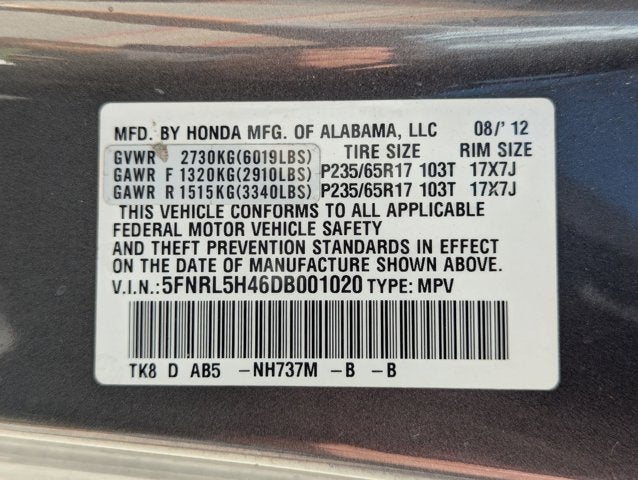 MFD. BY HONDA MFG. OF ALABAMA, LLC 08/'12
GVWR 2730KG(6019LBS) TIRE SIZE RIM SIZE
GAWR F 1320KG(2910LBS) P235/65R17 103T 17X7J
GAWR R 1515KG(3340LBS) P235/65R17 103T 17X7J
THIS VEHICLE CONFORMS TO ALL APPLICABLE
FEDERAL MOTOR VEHICLE SAFETY
AND THEFT PREVENTION STANDARDS IN EFFECT
ON THE DATE OF MANUFACTURE SHOWN ABOVE.
V.I.N.:5FNRL5H46DB001020 TYPE: MPV
TK8 D AB5 -NH737M -B -B